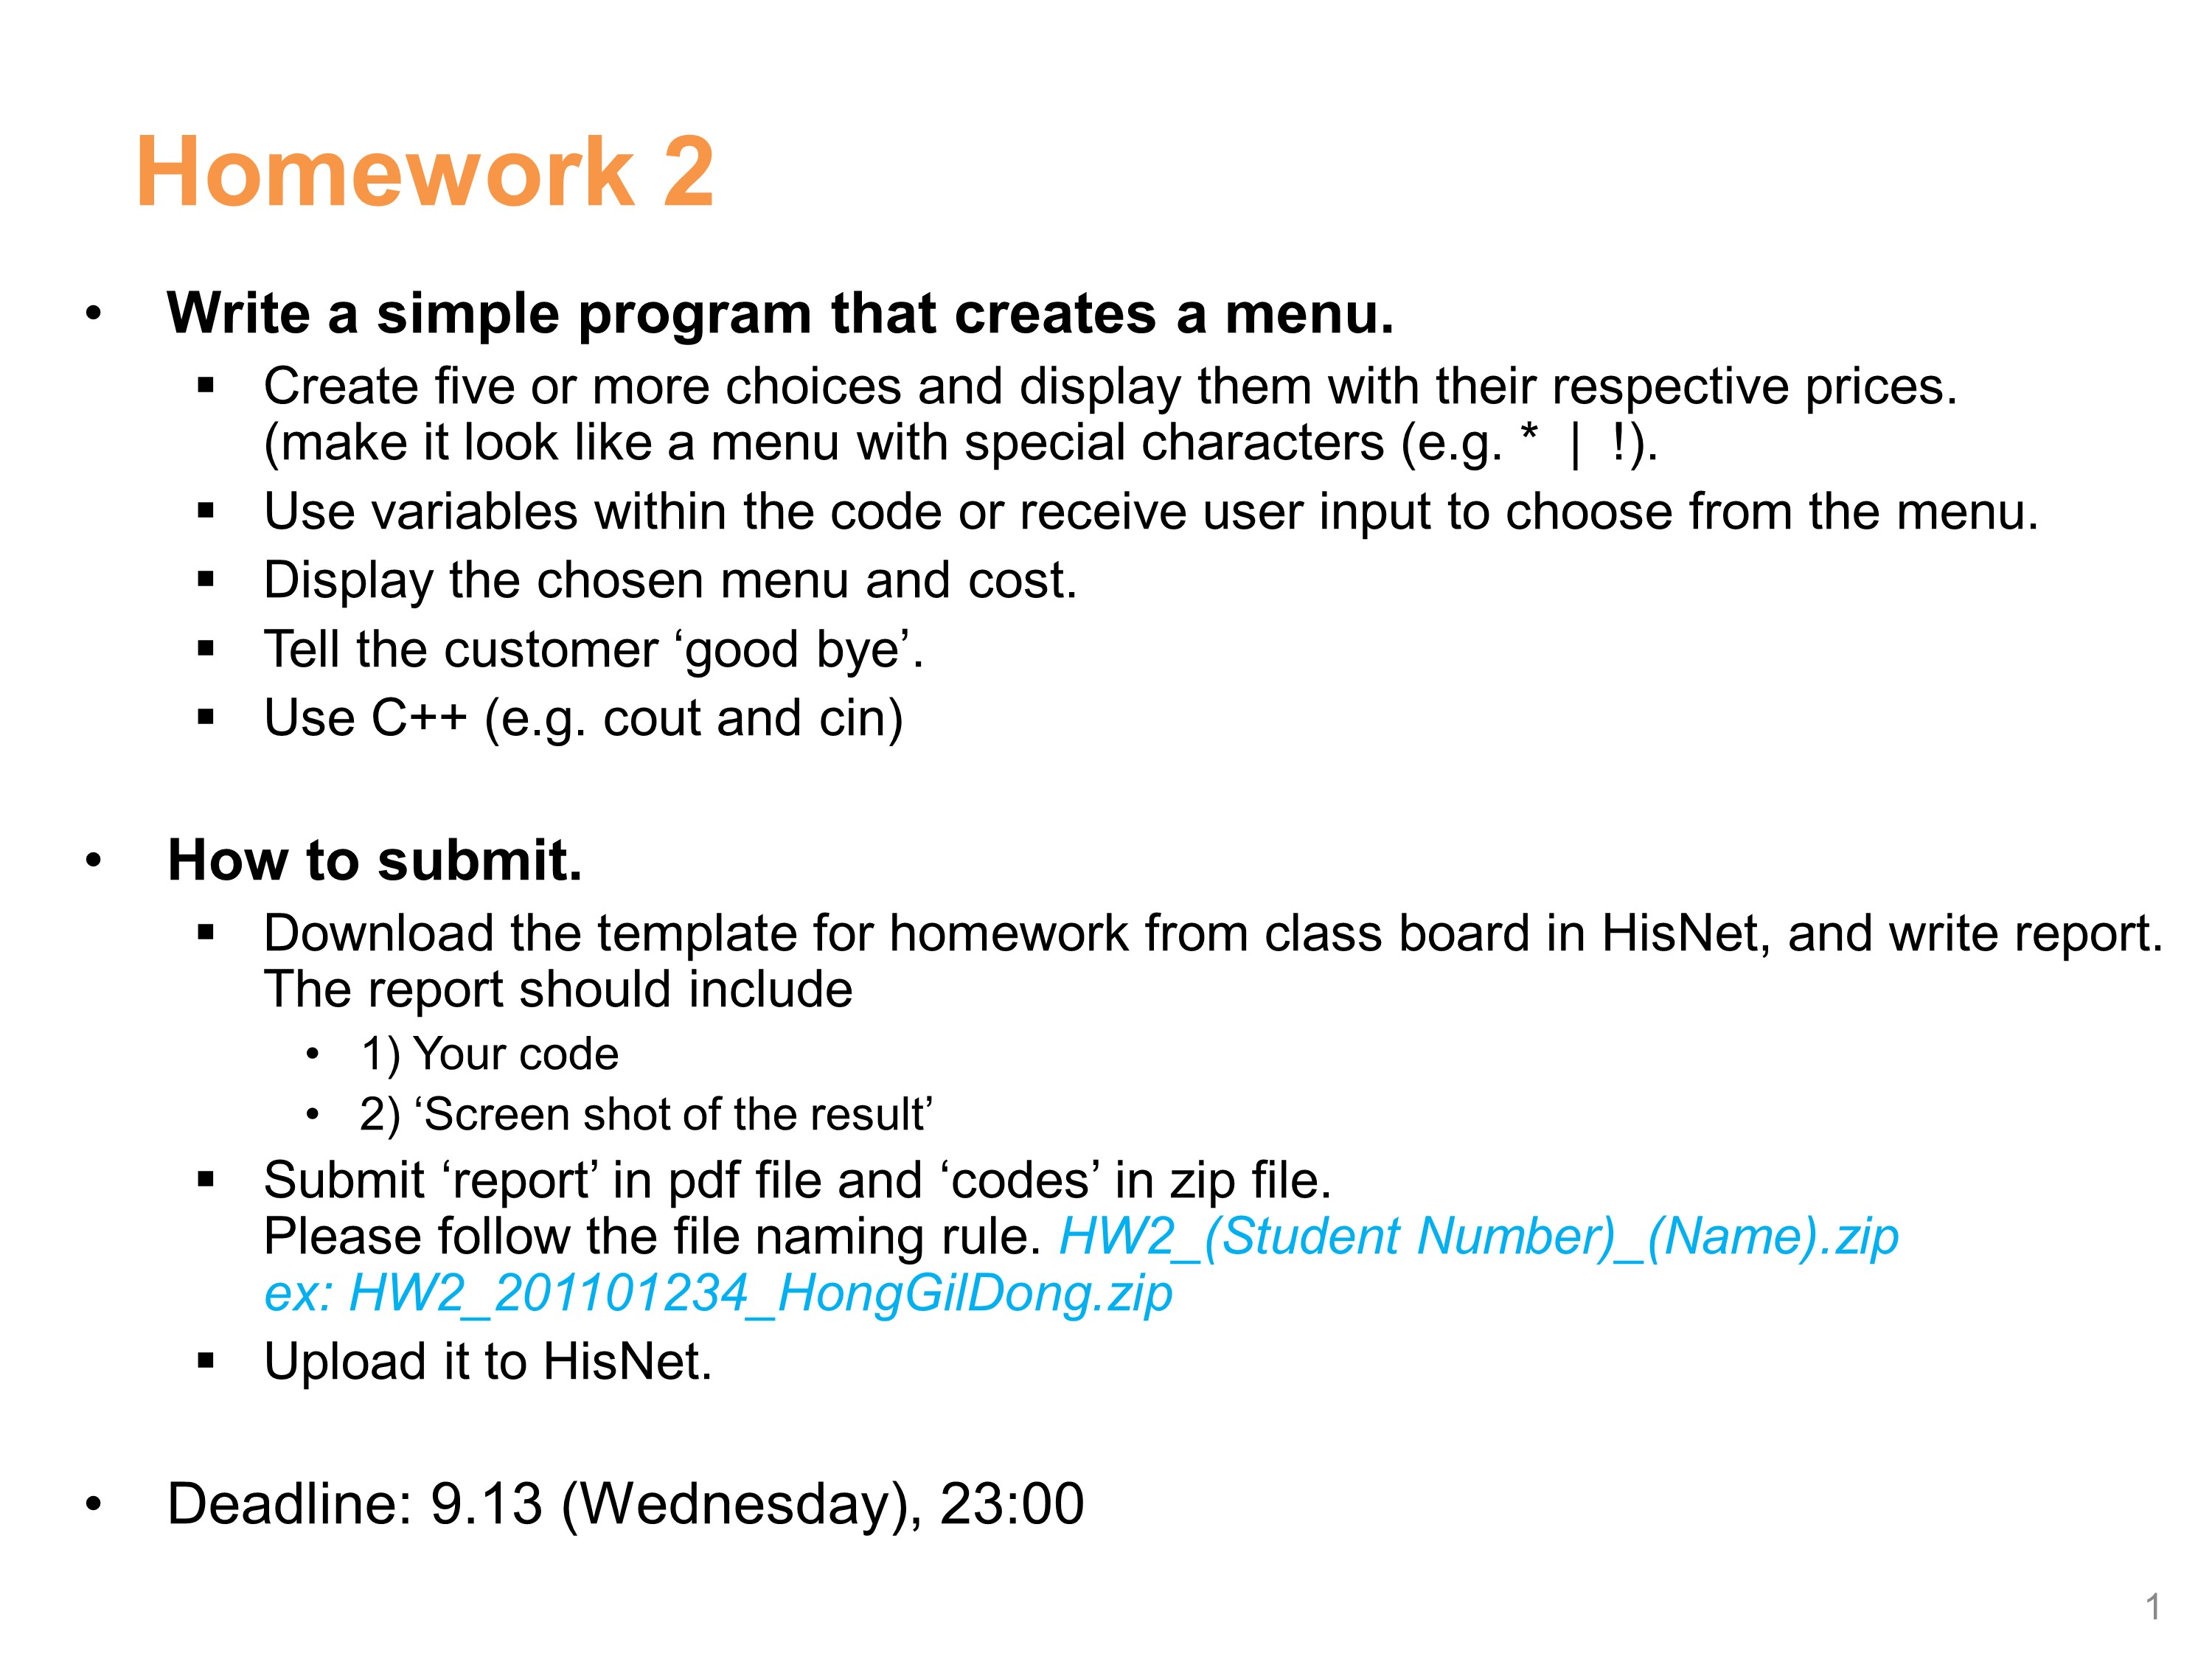 Homework 2
• Write a simple program that creates a menu.
▪ Create five or more choices and display them with their respective prices.
(make it look like a menu with special characters (e.g. * | !).
▪ Use variables within the code or receive user input to choose from the menu.
▪ Display the chosen menu and cost.
▪ Tell the customer ‘good bye’.
▪ Use C++ (e.g. cout and cin)
• How to submit.
▪ Download the template for homework from class board in HisNet, and write report.
The report should include
• 1) Your code
• 2) ‘Screen shot of the result’
▪ Submit ‘report’ in pdf file and ‘codes’ in zip file.
Please follow the file naming rule. HW2_(Student Number)_(Name).zip
ex: HW2_201101234_HongGilDong.zip
▪ Upload it to HisNet.
• Deadline: 9.13 (Wednesday), 23:00
1